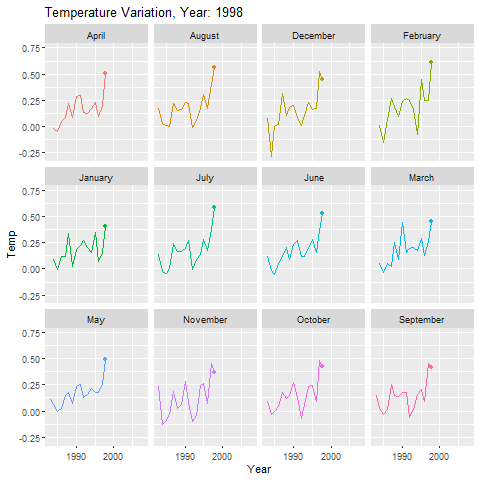 Temperature Variation, Year: 1998
April August December February
0.75
0.50
0.25
0.00
-0.25
January July June March
0.75
0.50
0.25
0.00
-0.25
Temp
May November October September
0.75
0.50
0.25
0.00
-0.25
1990 2000 1990 2000 1990 2000 1990 2000
Year